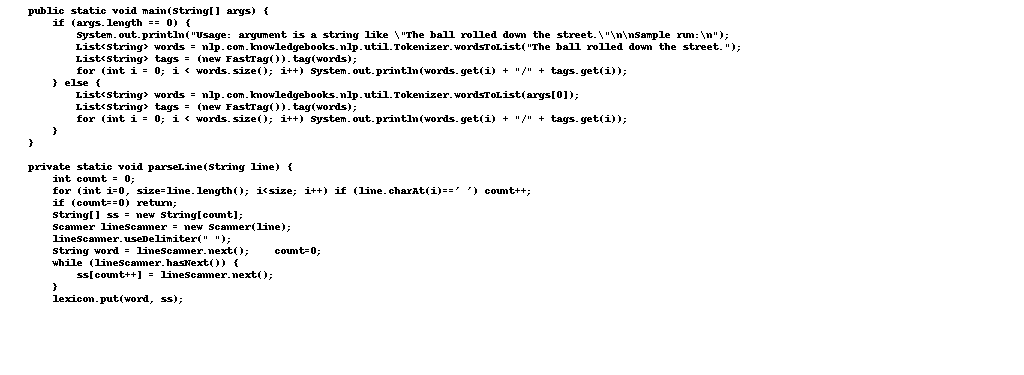 public static void main(String[] args) {
if (args.length == 0) {
System.out.println("Usage: argument is a string like \"The ball rolled down the street.\"\n\nSample run:\n");
List<String> words = nlp.com.knowledgebooks.nlp.util.Tokenizer.wordsToList("The ball rolled down the street.");
List<String> tags = (new FastTag()).tag(words);
for (int i = 0; i < words.size(); i++) System.out.println(words.get(i) + "/" + tags.get(i));
} else {
List<String> words = nlp.com.knowledgebooks.nlp.util.Tokenizer.wordsToList(args[0]);
List<String> tags = (new FastTag()).tag(words);
for (int i = 0; i < words.size(); i++) System.out.println(words.get(i) + "/" + tags.get(i));
}
}
private static void parseLine(String line) {
int count = 0;
for (int i=0, size=line.length(); i<size; i++) if (line.charAt(i)==' ') count++;
if (count==0) return;
String[] ss = new String[count];
Scanner lineScanner = new Scanner(line);
lineScanner.useDelimiter(" ");
String word = lineScanner.next();    count=0;
while (lineScanner.hasNext()) {
ss[count++] = lineScanner.next();
}
lexicon.put(word, ss);